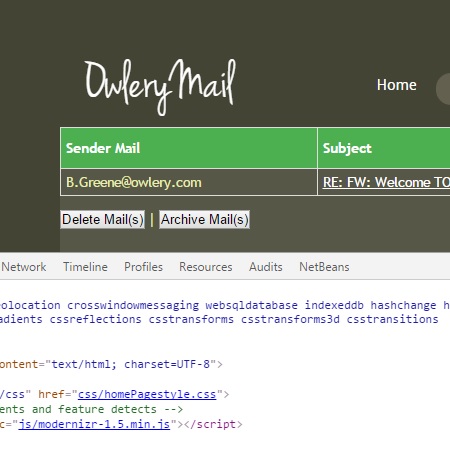 OwleryMail
Home
Sender Mail Subject
B.Greene@owlery.com RE: FW: Welcome TO
Delete Mail(s) | Archive Mail(s)
Network Timeline Profiles Resources Audits NetBeans
olocation crosswindowmessaging websqldatabase indexeddb hashchange h
adients cssreflections csstransforms csstransforms3d csstransitions
ontent="text/html; charset=UTF-8">
/css" href="css/homePagestyle.css">
ents and feature detects -->
c="js/modernizr-1.5.min.js"></script>